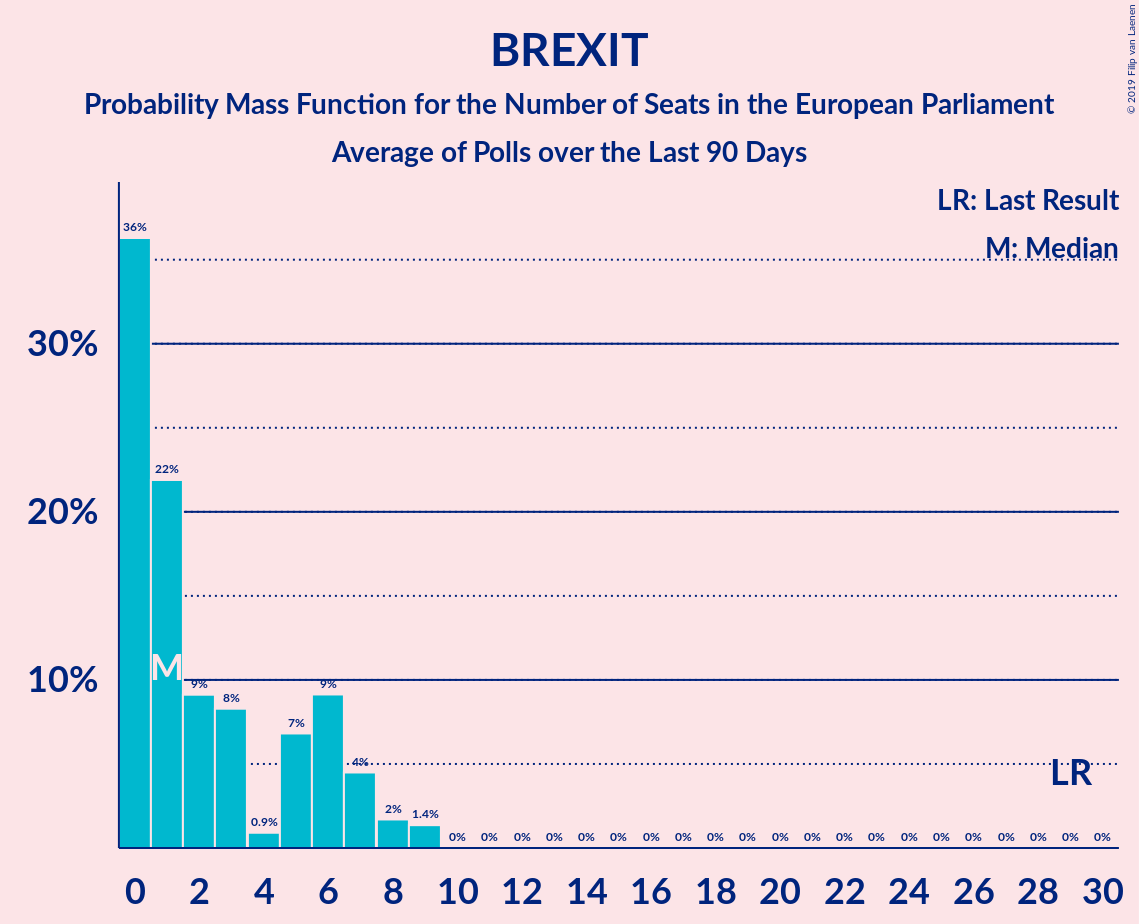 BREXIT
Probability Mass Function for the Number of Seats in the European Parliament
Average of Polls over the Last 90 Days
© 2019 Filip van Laenen
LR: Last Result
M: Median
36%
30%
22%
20%
M
10%
9%
8%
0.9%
7%
9%
4%
2%
1.4%
0% 0% 0% 0% 0% 0% 0% 0% 0% 0% 0% 0% 0% 0% 0% 0% 0% 0% 0% 0% 0%
LR
0 2 4 6 8 10 12 14 16 18 20 22 24 26 28 30